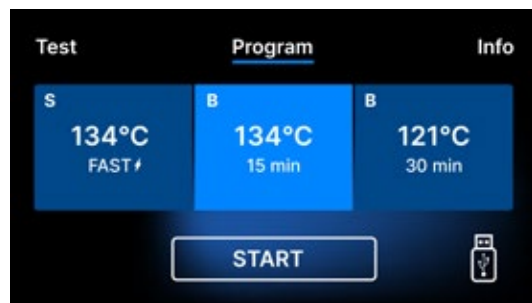 Test Program Info
S B B
134°C 134°C 121°C
FAST 15 min 30 min
START